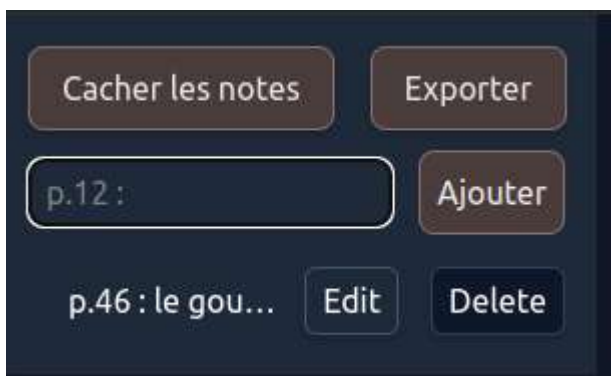 Cacher les notes Exporter
p.12 : Ajouter
p.46 : le gou... Edit Delete